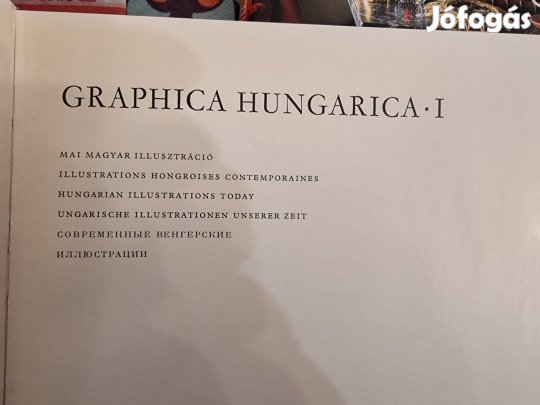 Jófogás
GRAPHICA HUNGARICA · I
MAI MAGYAR ILLUSZTRÁCIÓ
ILLUSTRATIONS HONGROISES CONTEMPORAINES
HUNGARIAN ILLUSTRATIONS TODAY
UNGARISCHE ILLUSTRATIONEN UNSERER ZEIT
СОВРЕМЕННЫЕ ВЕНГЕРСКИЕ
ИЛЛЮСТРАЦИИ